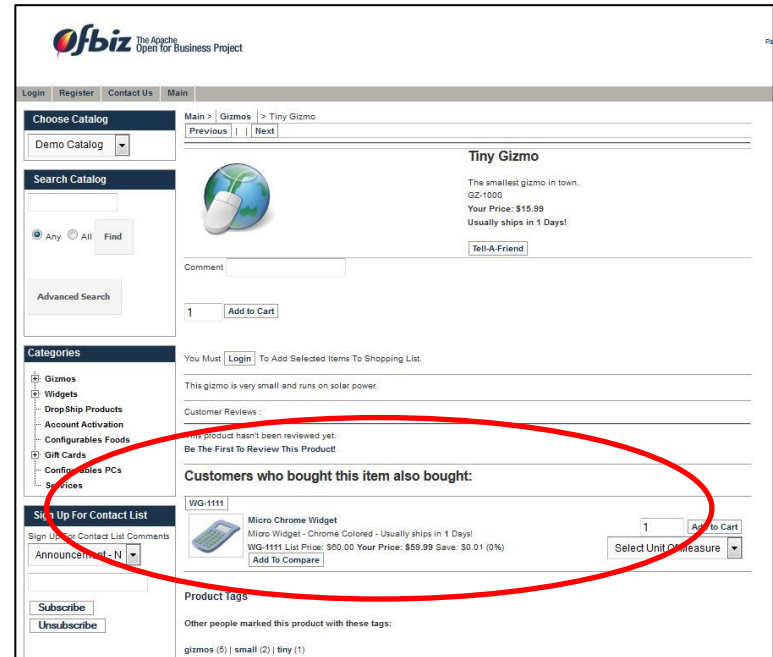 Ofbiz The Apache
Open for Business Project
Pa
Login Register Contact Us Main
Choose Catalog
Demo Catalog
Search Catalog
Any All Find
Advanced Search
Categories
Gizmos
Widgets
DropShip Products
Account Activation
Configurables Foods
Gift Cards
Configurables PCs
Services
Sign Up For Contact List
Sign Up For Contact List Comments
Announcement - N
Subscribe
Unsubscribe
Main > Gizmos > Tiny Gizmo
Previous | | Next
Tiny Gizmo
The smallest gizmo in town.
GZ-1000
Your Price: $15.99
Usually ships in 1 Days!
Tell-A-Friend
Comment
1 Add to Cart
You Must Login To Add Selected Items To Shopping List.
This gizmo is very small and runs on solar power.
Customer Reviews :
This product hasn't been reviewed yet.
Be The First To Review This Product!
Customers who bought this item also bought:
WG-1111
Micro Chrome Widget
Micro Widget - Chrome Colored - Usually ships in 1 Days!
WG-1111 List Price: $60.00 Your Price: $59.99 Save: $0.01 (0%)
Add To Compare
1 Add to Cart
Select Unit Of Measure
Product Tags
Other people marked this product with these tags:
gizmos (5) | small (2) | tiny (1)